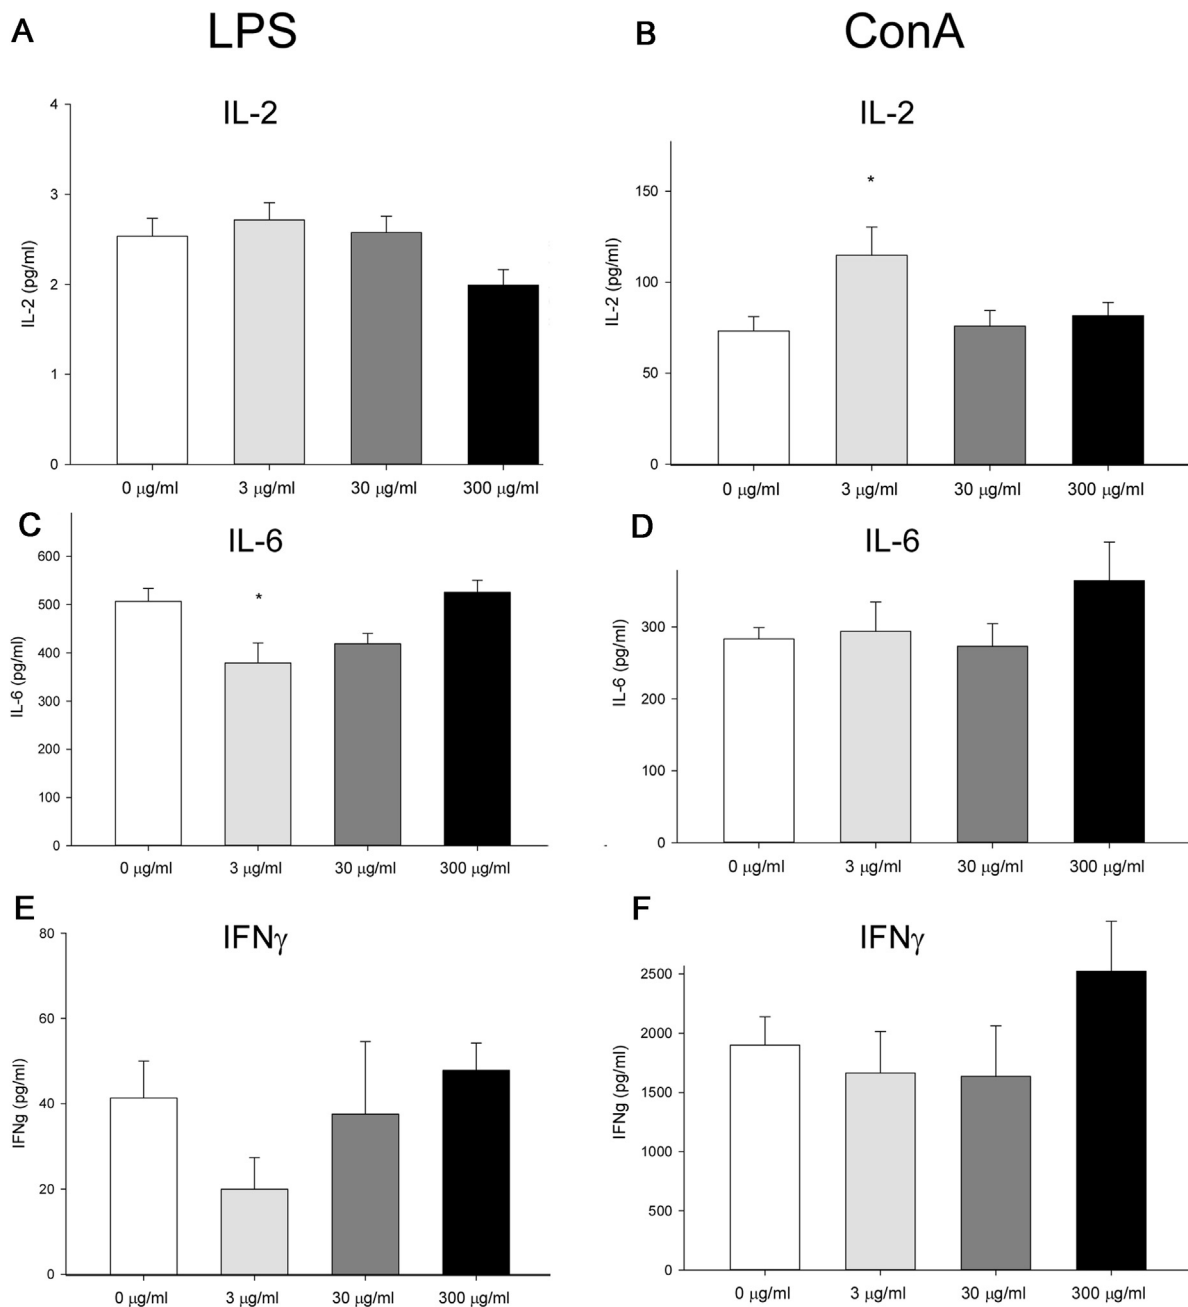 A LPS
IL-2
4
3
2
1
0
IL-2 (pg/ml)
0 µg/ml 3 µg/ml 30 µg/ml 300 µg/ml
B ConA
IL-2
150
100
50
0
IL-2 (pg/ml)
*
0 µg/ml 3 µg/ml 30 µg/ml 300 µg/ml
C IL-6
600
500
400
300
200
100
0
IL-6 (pg/ml)
*
0 µg/ml 3 µg/ml 30 µg/ml 300 µg/ml
D IL-6
300
200
100
0
IL-6 (pg/ml)
0 µg/ml 3 µg/ml 30 µg/ml 300 µg/ml
E IFNγ
80
60
40
20
0
IFNg (pg/ml)
0 µg/ml 3 µg/ml 30 µg/ml 300 µg/ml
F IFNγ
2500
2000
1500
1000
500
0
IFNg (pg/ml)
0 µg/ml 3 µg/ml 30 µg/ml 300 µg/ml